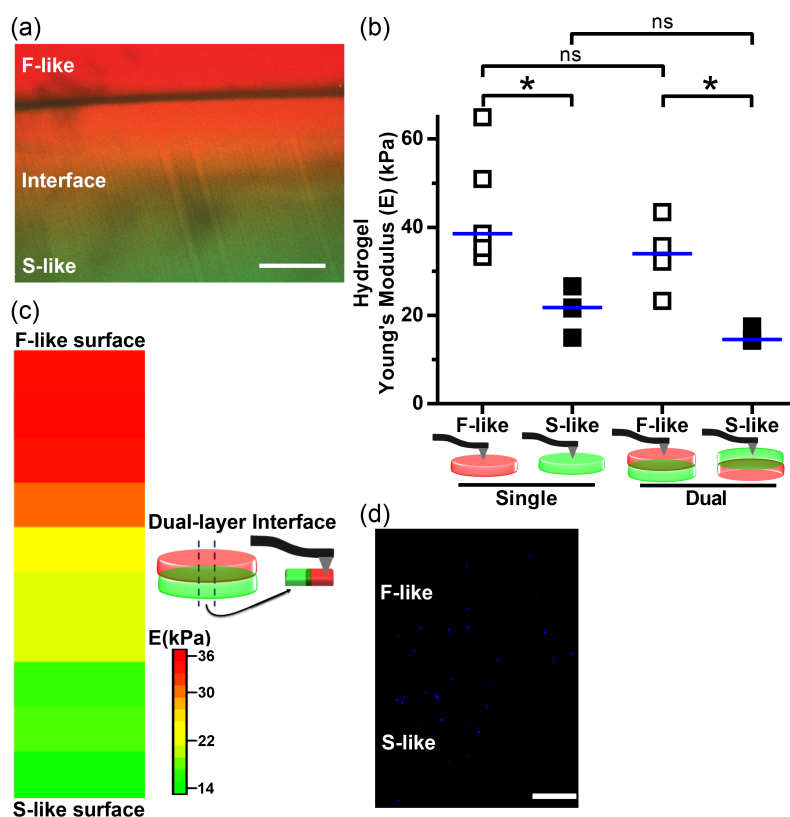 (a)
F-like
Interface
S-like
(b)
ns
ns
*
*
Hydrogel
Young's Modulus (E) (kPa)
60
40
20
0
F-like
S-like
F-like
S-like
Single
Dual
(c)
F-like surface
S-like surface
Dual-layer Interface
E(kPa)
36
30
22
14
(d)
F-like
S-like